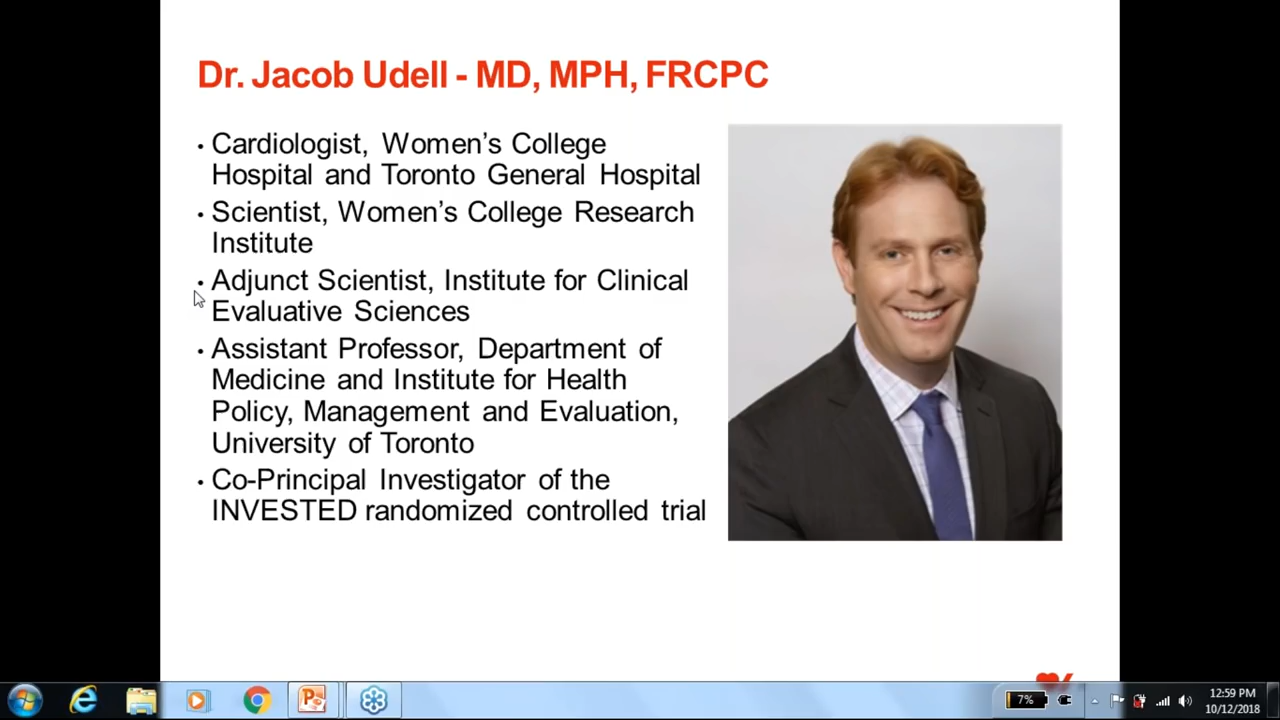 Dr. Jacob Udell - MD, MPH, FRCPC
• Cardiologist, Women's College
Hospital and Toronto General Hospital
• Scientist, Women's College Research
Institute
• Adjunct Scientist, Institute for Clinical
Evaluative Sciences
• Assistant Professor, Department of
Medicine and Institute for Health
Policy, Management and Evaluation,
University of Toronto
• Co-Principal Investigator of the
INVESTED randomized controlled trial
7%
12:59 PM
10/12/2018